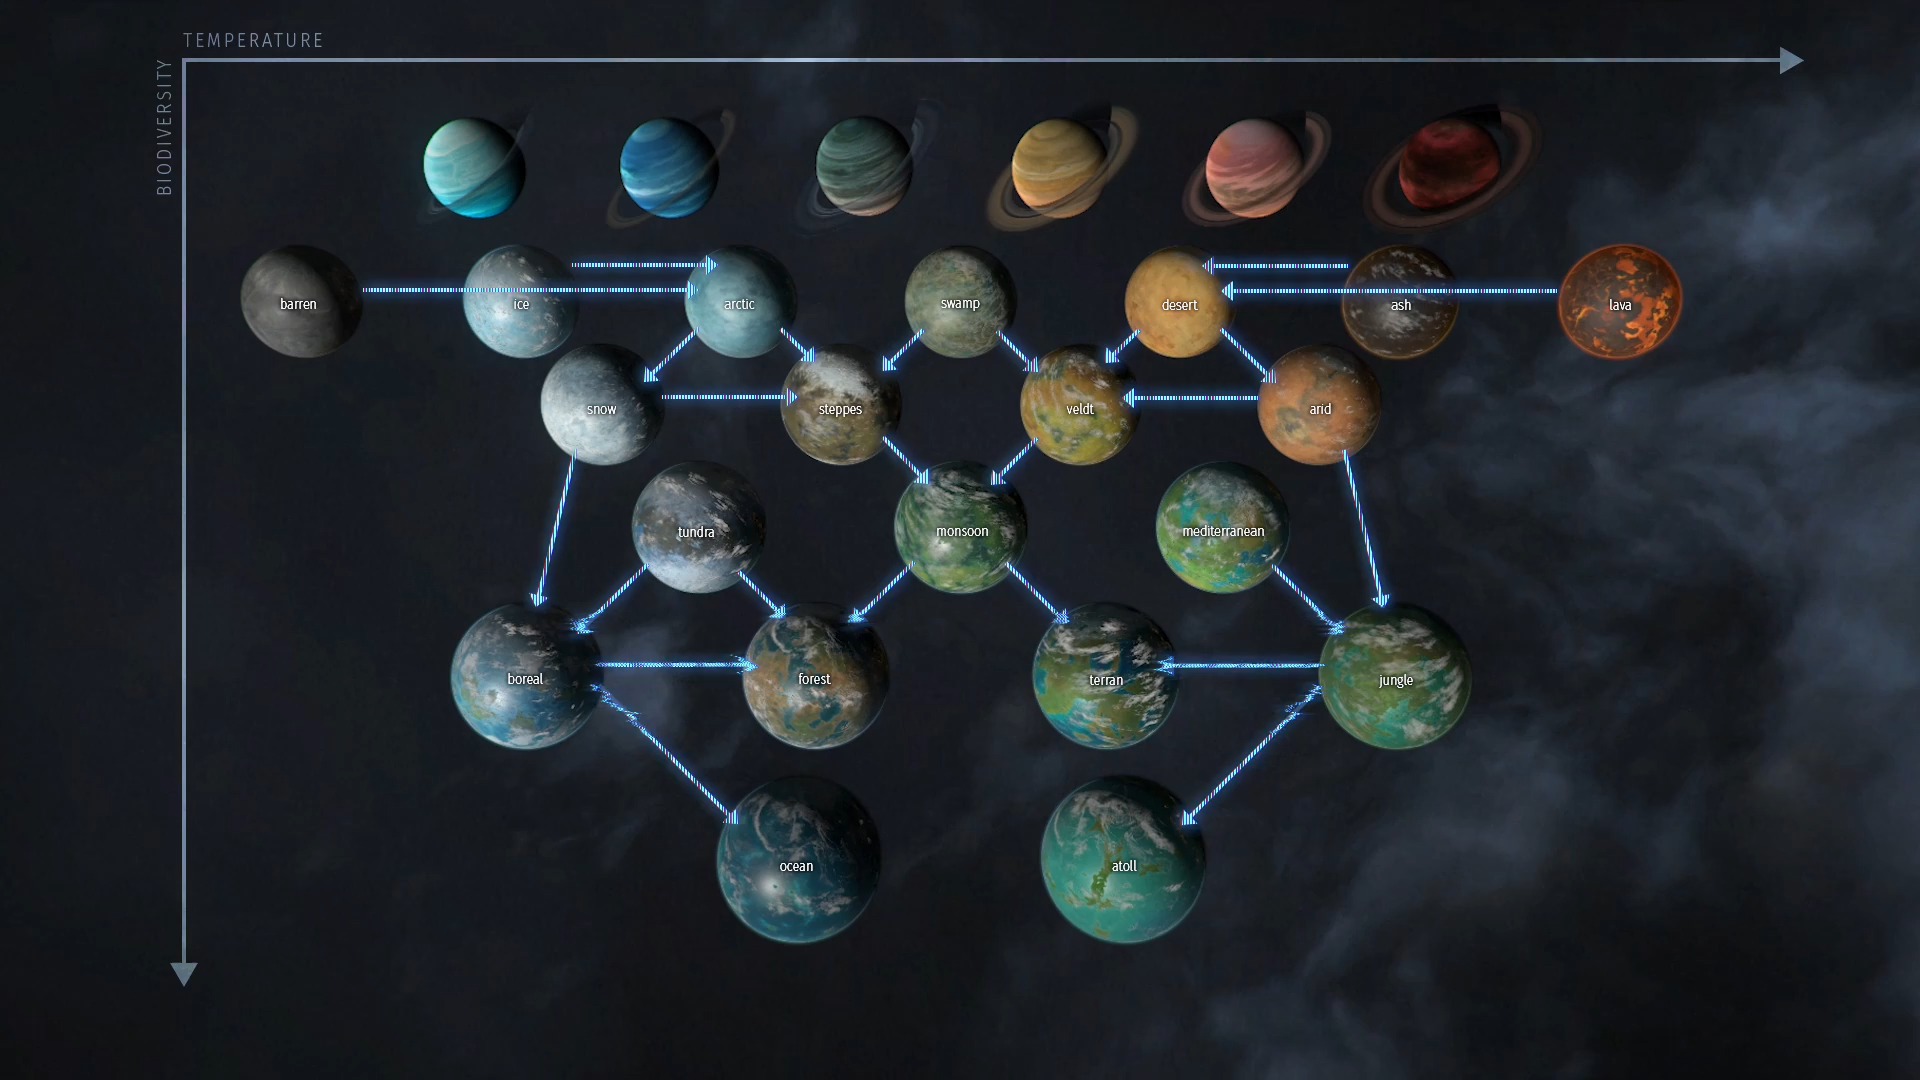 TEMPERATURE
BIODIVERSITY
barren
ice
arctic
swamp
desert
ash
lava
snow
steppes
veldt
arid
tundra
monsoon
mediterranean
boreal
forest
terran
jungle
ocean
atoll